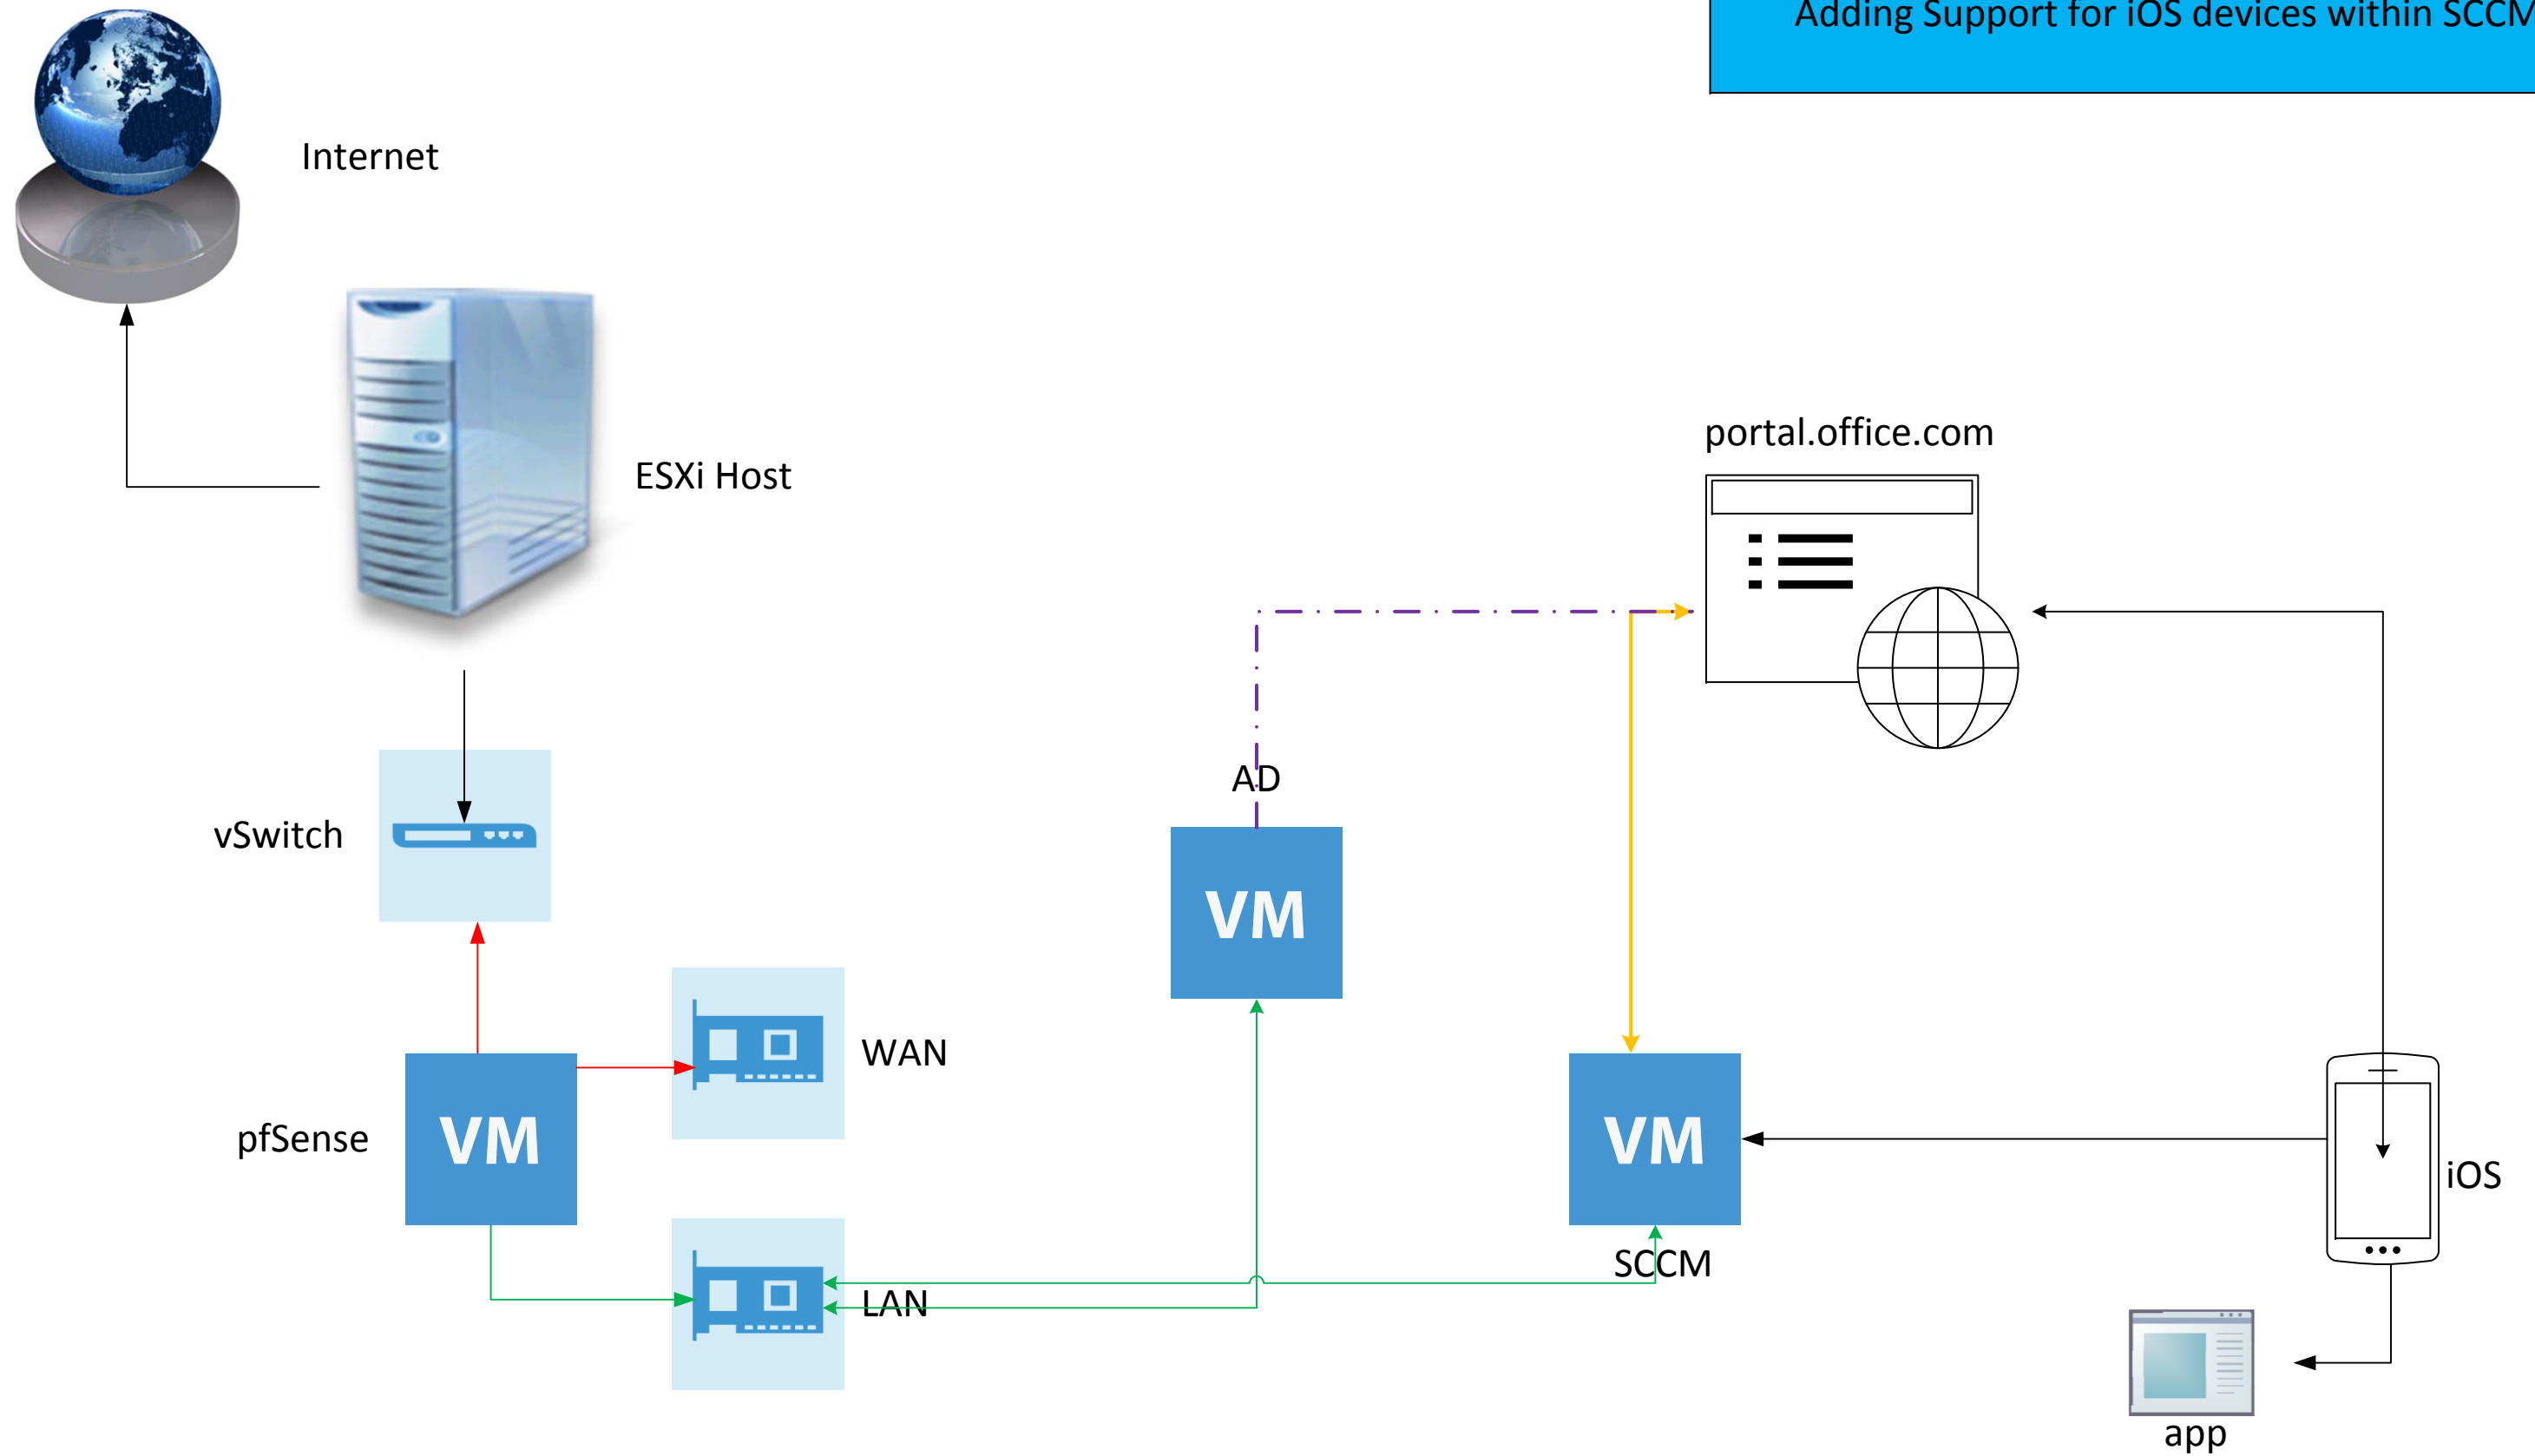 Adding Support for iOS devices within SCCM
Internet
ESXi Host
portal.office.com
vSwitch
AD
VM
WAN
pfSense
VM
VM
iOS
SCCM
LAN
app